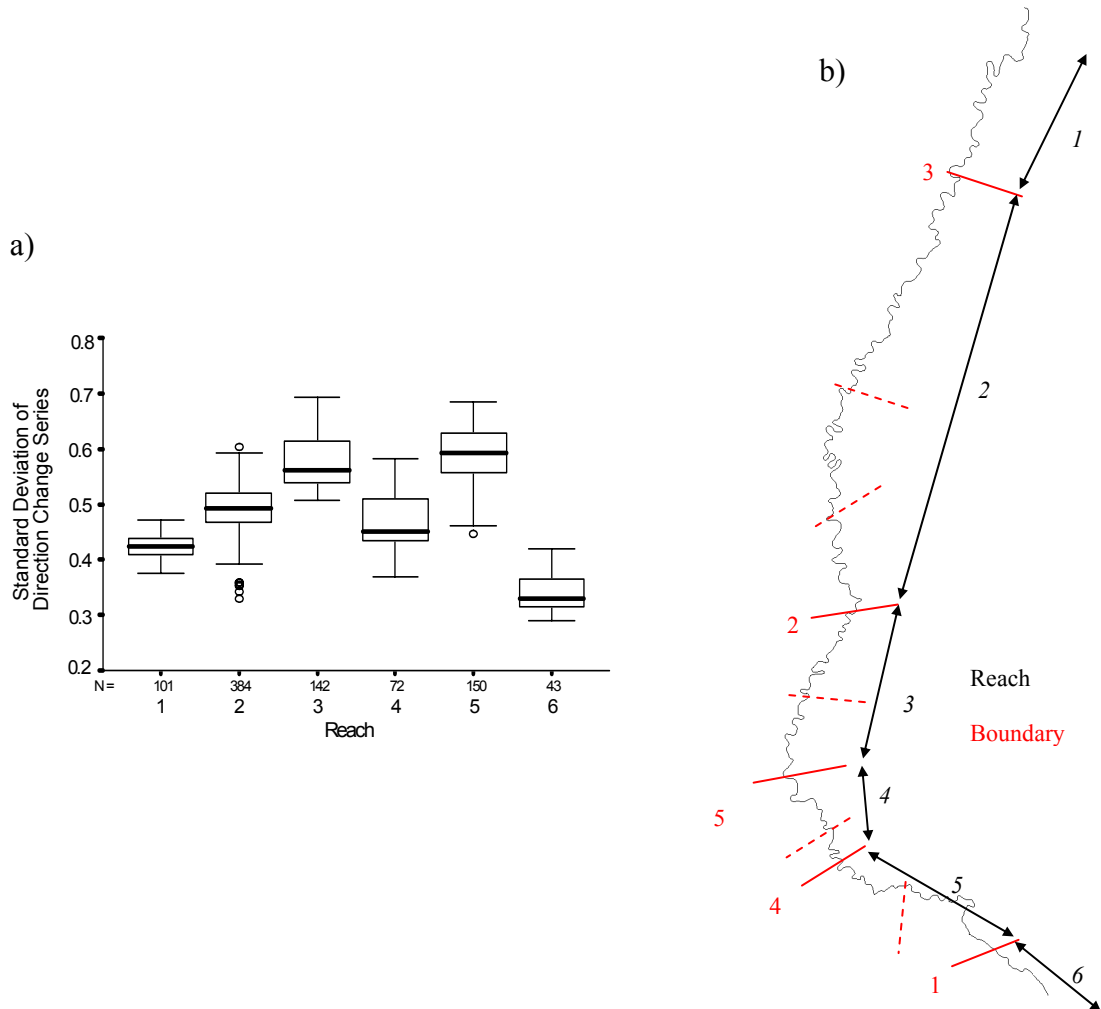 a)
Standard Deviation of
Direction Change Series
0.8
0.7
0.6
0.5
0.4
0.3
0.2
N = 101 384 142 72 150 43
1 2 3 4 5 6
Reach
b)
1
3
2
2
3
Reach
Boundary
4
5
5
4
6
1